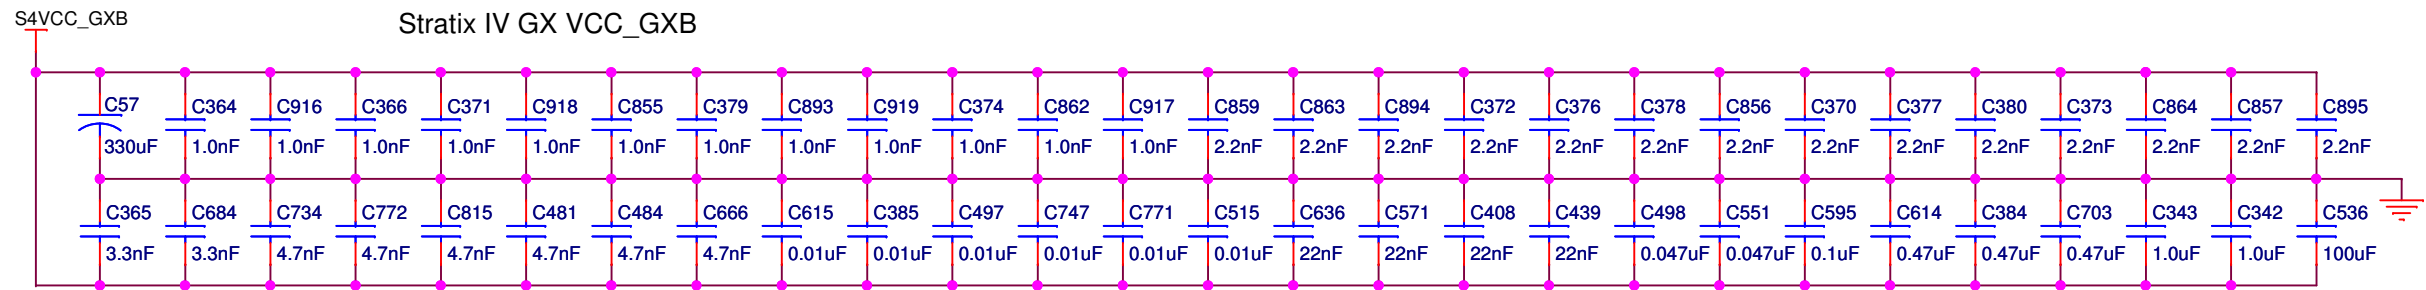 S4VCC_GXB
Stratix IV GX VCC_GXB
C57 C364 C916 C366 C371 C918 C855 C379 C893 C919 C374 C862 C917 C859 C863 C894 C372 C376 C378 C856 C370 C377 C380 C373 C864 C857 C895
330uF 1.0nF 1.0nF 1.0nF 1.0nF 1.0nF 1.0nF 1.0nF 1.0nF 1.0nF 1.0nF 1.0nF 1.0nF 2.2nF 2.2nF 2.2nF 2.2nF 2.2nF 2.2nF 2.2nF 2.2nF 2.2nF 2.2nF 2.2nF 2.2nF 2.2nF 2.2nF
C365 C684 C734 C772 C815 C481 C484 C666 C615 C385 C497 C747 C771 C515 C636 C571 C408 C439 C498 C551 C595 C614 C384 C703 C343 C342 C536
3.3nF 3.3nF 4.7nF 4.7nF 4.7nF 4.7nF 4.7nF 4.7nF 0.01uF 0.01uF 0.01uF 0.01uF 0.01uF 0.01uF 22nF 22nF 22nF 22nF 0.047uF 0.047uF 0.1uF 0.47uF 0.47uF 0.47uF 1.0uF 1.0uF 100uF